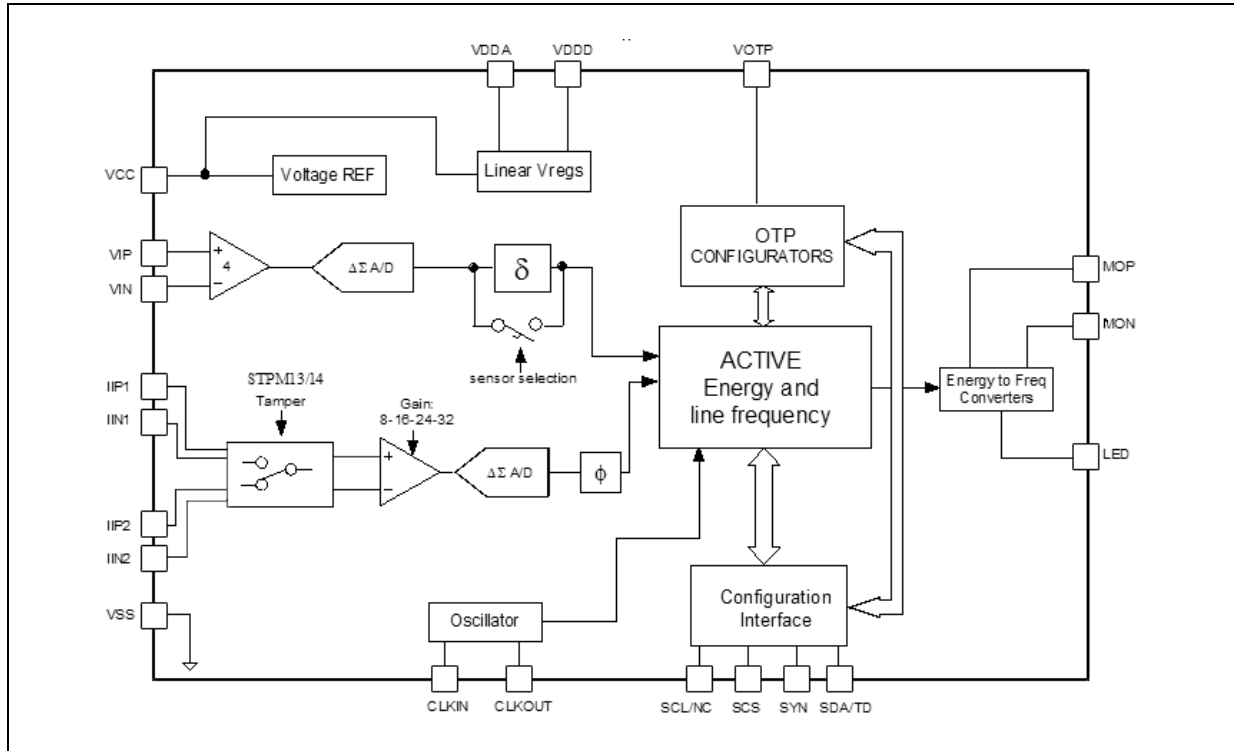 VDDA
VDDD
VOTP
VCC
Voltage REF
Linear Vregs
VIP
VIN
+
4
−
ΔΣ A/D
δ
sensor selection
OTP
CONFIGURATORS
MOP
MON
ACTIVE
Energy and
line frequency
Energy to Freq
Converters
LED
IIP1
IIN1
STPM13/14
Tamper
Gain:
8-16-24-32
+
−
ΔΣ A/D
ϕ
IIP2
IIN2
VSS
Oscillator
Configuration
Interface
CLKIN
CLKOUT
SCL/NC
SCS
SYN
SDA/TD